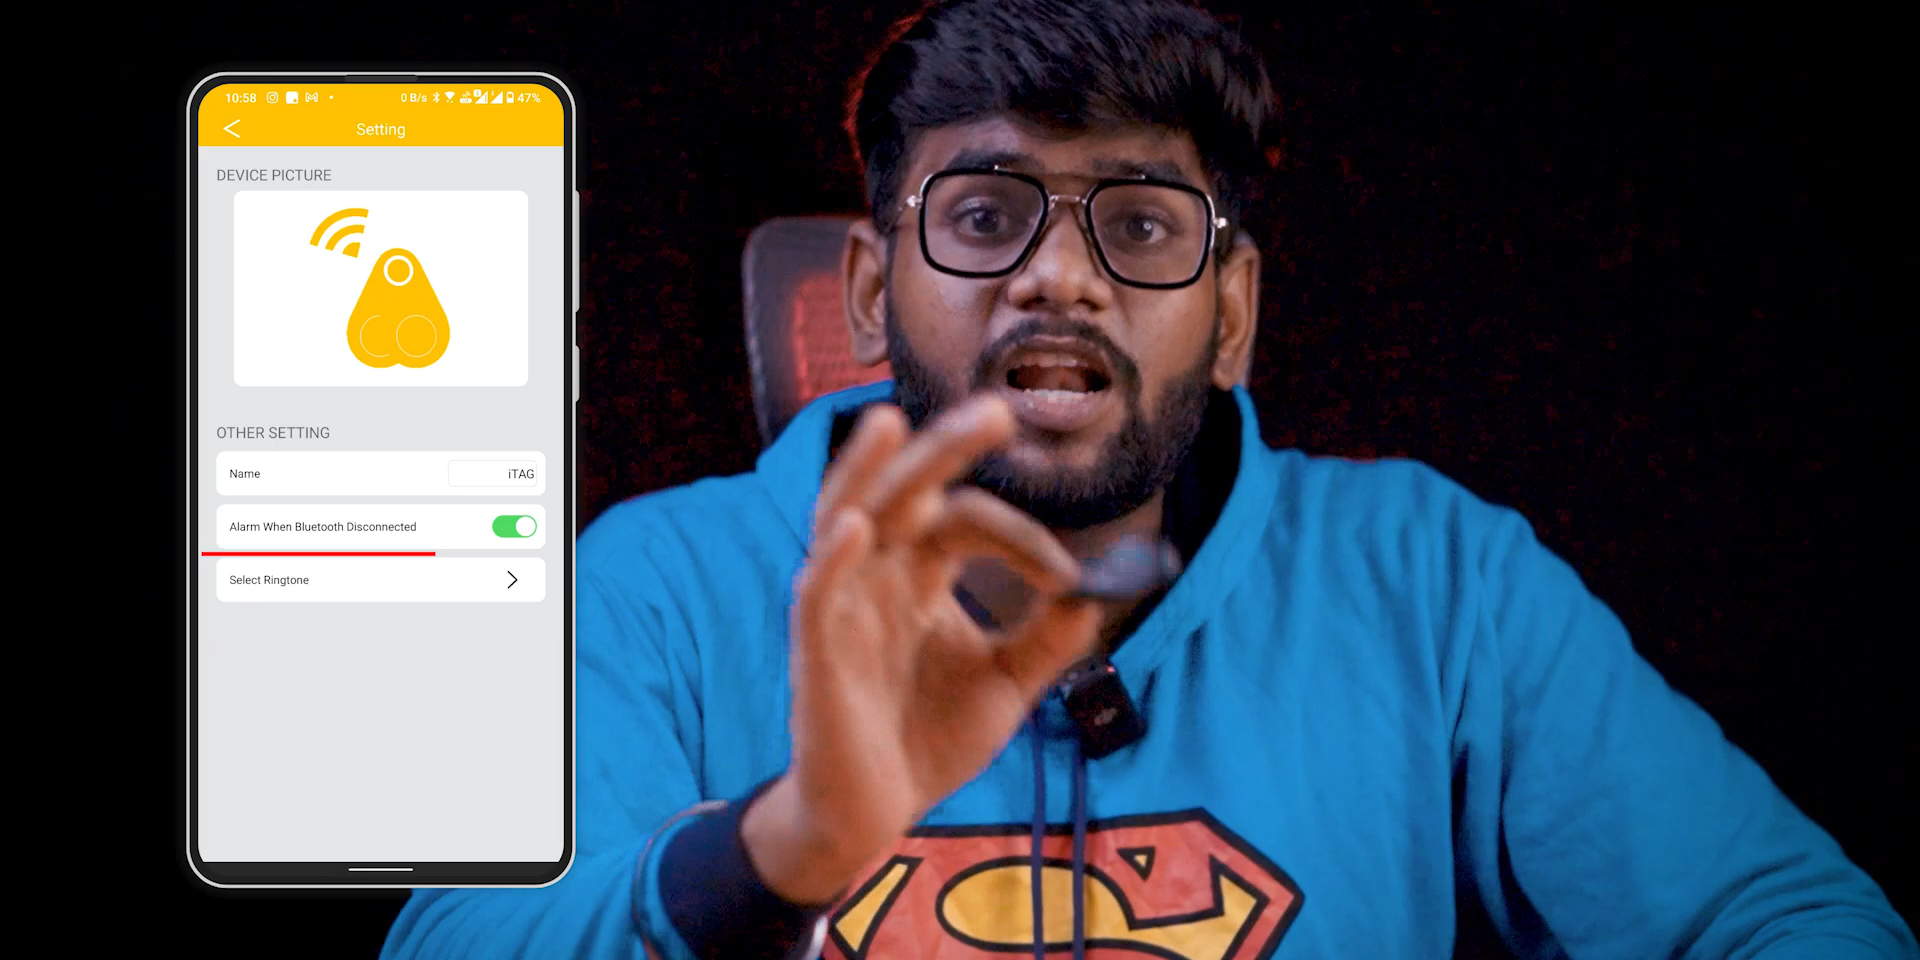 10:58 0 B/s 47%
Setting
DEVICE PICTURE
OTHER SETTING
Name iTAG
Alarm When Bluetooth Disconnected
Select Ringtone